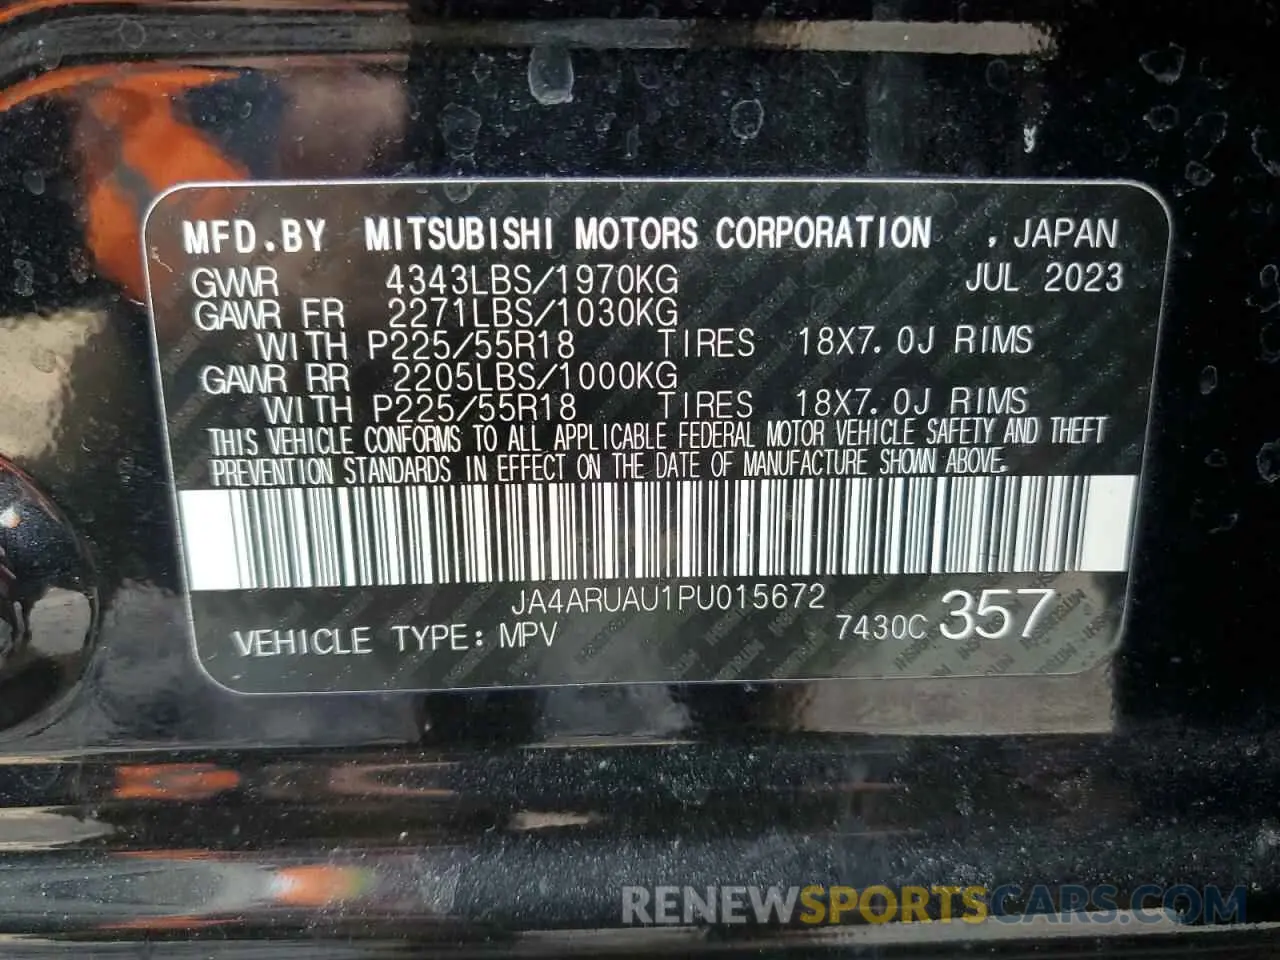 MFD.BY MITSUBISHI MOTORS CORPORATION , JAPAN
GVWR 4343LBS/1970KG JUL 2023
GAWR FR 2271LBS/1030KG
WITH P225/55R18 TIRES 18X7.0J RIMS
GAWR RR 2205LBS/1000KG
WITH P225/55R18 TIRES 18X7.0J RIMS
THIS VEHICLE CONFORMS TO ALL APPLICABLE FEDERAL MOTOR VEHICLE SAFETY AND THEFT
PREVENTION STANDARDS IN EFFECT ON THE DATE OF MANUFACTURE SHOWN ABOVE.
JA4ARUAU1PU015672
VEHICLE TYPE: MPV 7430C 357
RENEWSPORTSCARS.COM